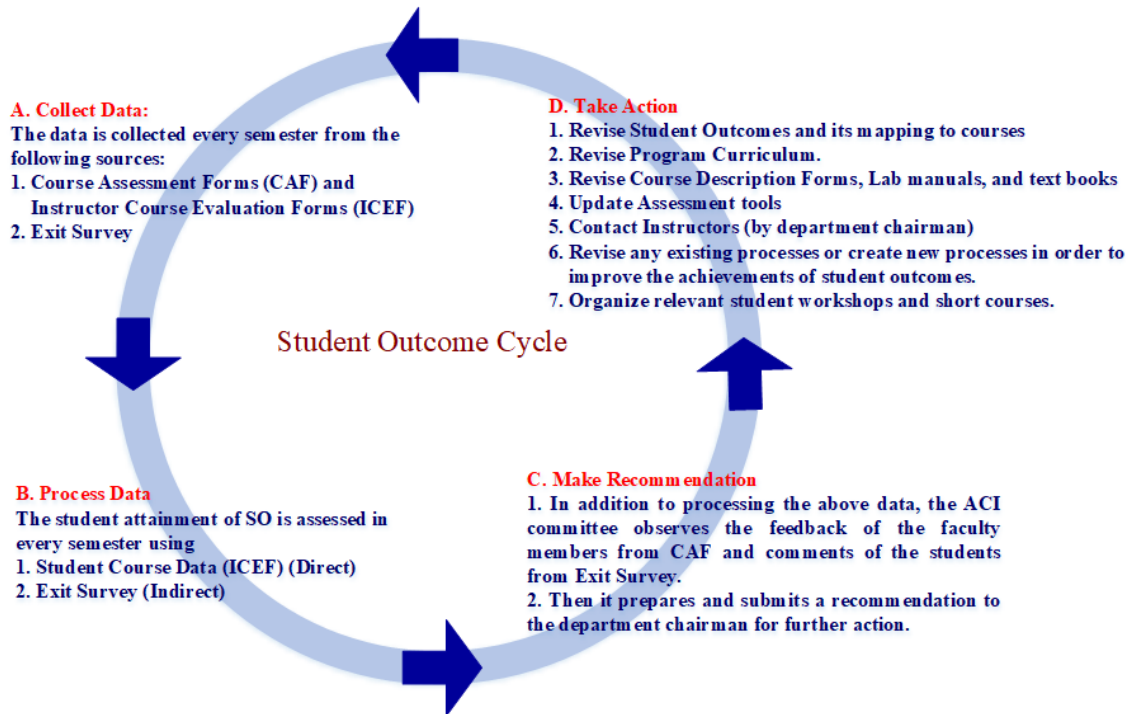 A. Collect Data:
The data is collected every semester from the
following sources:
1. Course Assessment Forms (CAF) and
Instructor Course Evaluation Forms (ICEF)
2. Exit Survey
D. Take Action
1. Revise Student Outcomes and its mapping to courses
2. Revise Program Curriculum.
3. Revise Course Description Forms, Lab manuals, and text books
4. Update Assessment tools
5. Contact Instructors (by department chairman)
6. Revise any existing processes or create new processes in order to
improve the achievements of student outcomes.
7. Organize relevant student workshops and short courses.
Student Outcome Cycle
B. Process Data
The student attainment of SO is assessed in
every semester using
1. Student Course Data (ICEF) (Direct)
2. Exit Survey (Indirect)
C. Make Recommendation
1. In addition to processing the above data, the ACI
committee observes the feedback of the faculty
members from CAF and comments of the students
from Exit Survey.
2. Then it prepares and submits a recommendation to
the department chairman for further action.